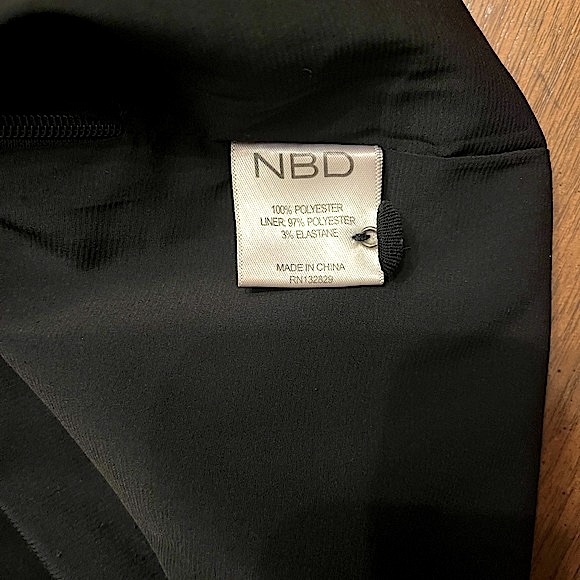 NBD
100% POLYESTER
LINER, 97% POLYESTER
3% ELASTANE
MADE IN CHINA
RN132829